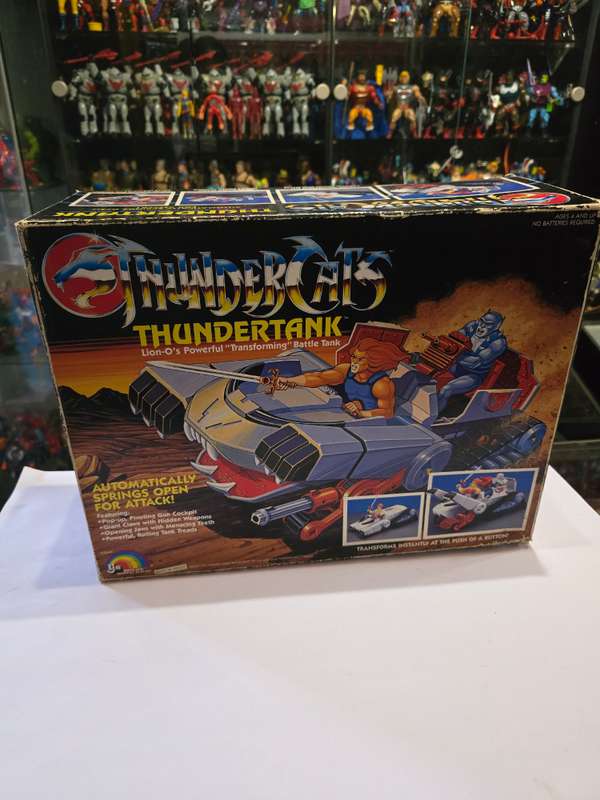 THUNDERTANK
AGES 4 AND UP
NO BATTERIES REQUIRED
THUNDERCATS
THUNDERTANK
Lion-O's Powerful "Transforming" Battle Tank
AUTOMATICALLY
SPRINGS OPEN
FOR ATTACK!
Featuring:
•Pop-up, Pivoting Gun Cockpit
•Giant Claws with Hidden Weapons
•Opening Jaws with Menacing Teeth
•Powerful, Rolling Tank Treads
TRANSFORMS INSTANTLY AT THE PUSH OF A BUTTON!